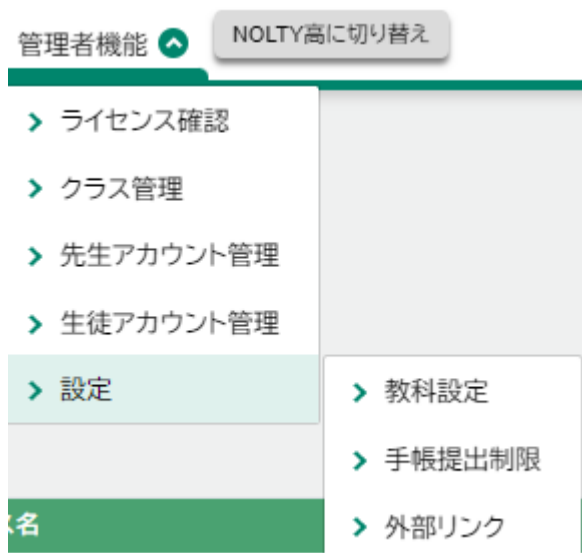 管理者機能
NOLTY高に切り替え
ライセンス確認
クラス管理
先生アカウント管理
生徒アカウント管理
設定
教科設定
手帳提出制限
ス名
外部リンク